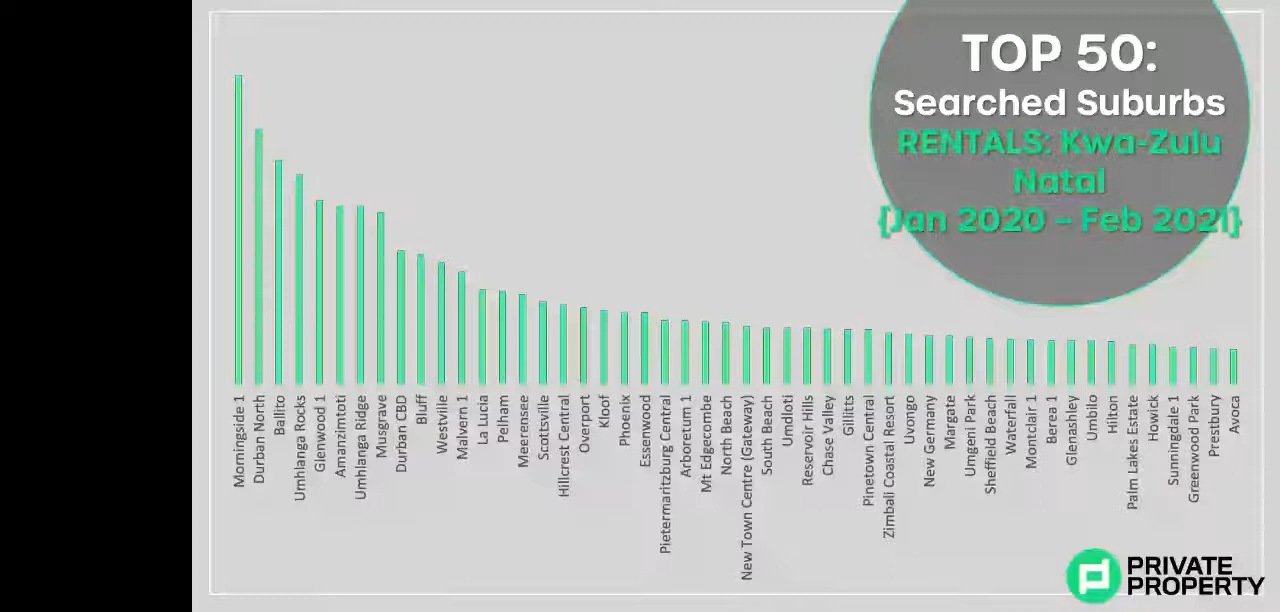 TOP 50:
Searched Suburbs
RENTALS: Kwa-Zulu
Natal
{Jan 2020 – Feb 2021}
Morningside 1
Durban North
Ballito
Umhlanga Rocks
Glenwood 1
Amanzimtoti
Umhlanga Ridge
Musgrave
Durban CBD
Bluff
Westville
Malvern 1
La Lucia
Pelham
Meerensee
Scottsville
Hillcrest Central
Overport
Kloof
Phoenix
Essenwood
Pietermaritzburg Central
Arboretum 1
Mt Edgecombe
North Beach
New Town Centre (Gateway)
South Beach
Umdloti
Reservoir Hills
Chase Valley
Gillitts
Pinetown Central
Zimbali Coastal Resort
Uvongo
New Germany
Margate
Umgeni Park
Sheffield Beach
Waterfall
Montclair 1
Berea 1
Glenashley
Umbilo
Hilton
Palm Lakes Estate
Howick
Sunningdale 1
Greenwood Park
Prestbury
Avoca
PRIVATE
PROPERTY